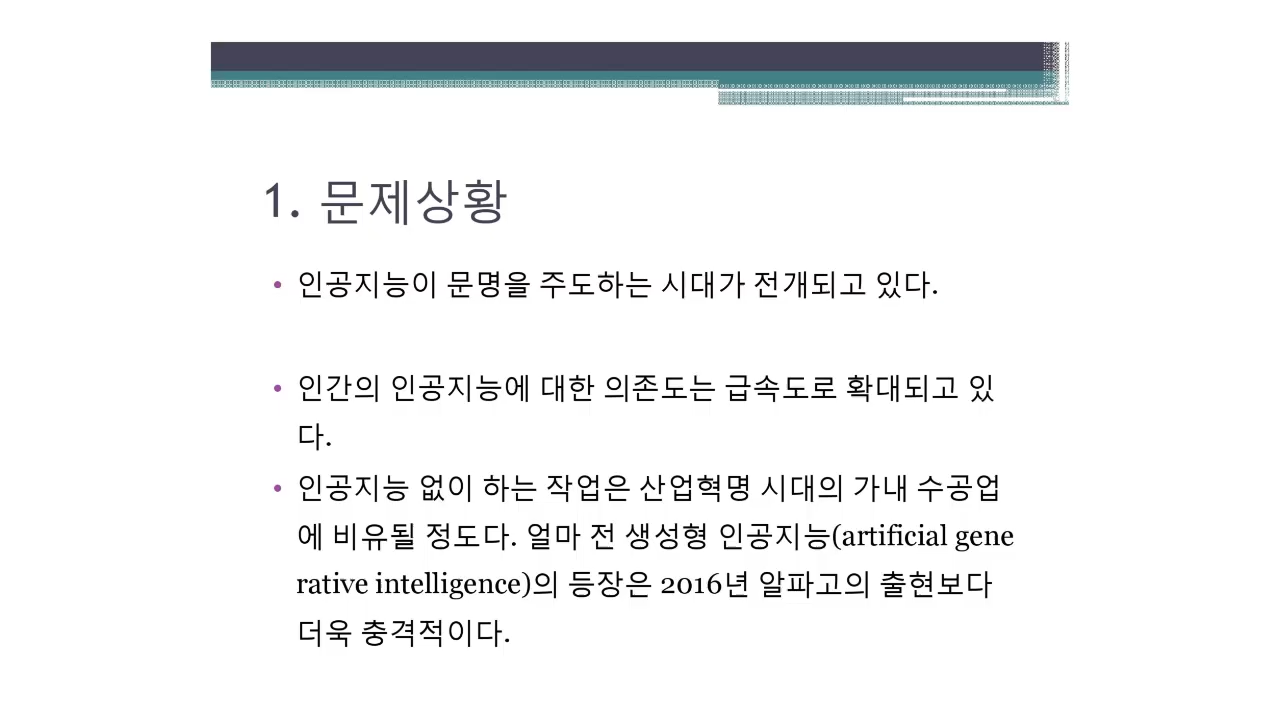 1. 문제상황
• 인공지능이 문명을 주도하는 시대가 전개되고 있다.
• 인간의 인공지능에 대한 의존도는 급속도로 확대되고 있
다.
• 인공지능 없이 하는 작업은 산업혁명 시대의 가내 수공업
에 비유될 정도다. 얼마 전 생성형 인공지능(artificial gene
rative intelligence)의 등장은 2016년 알파고의 출현보다
더욱 충격적이다.